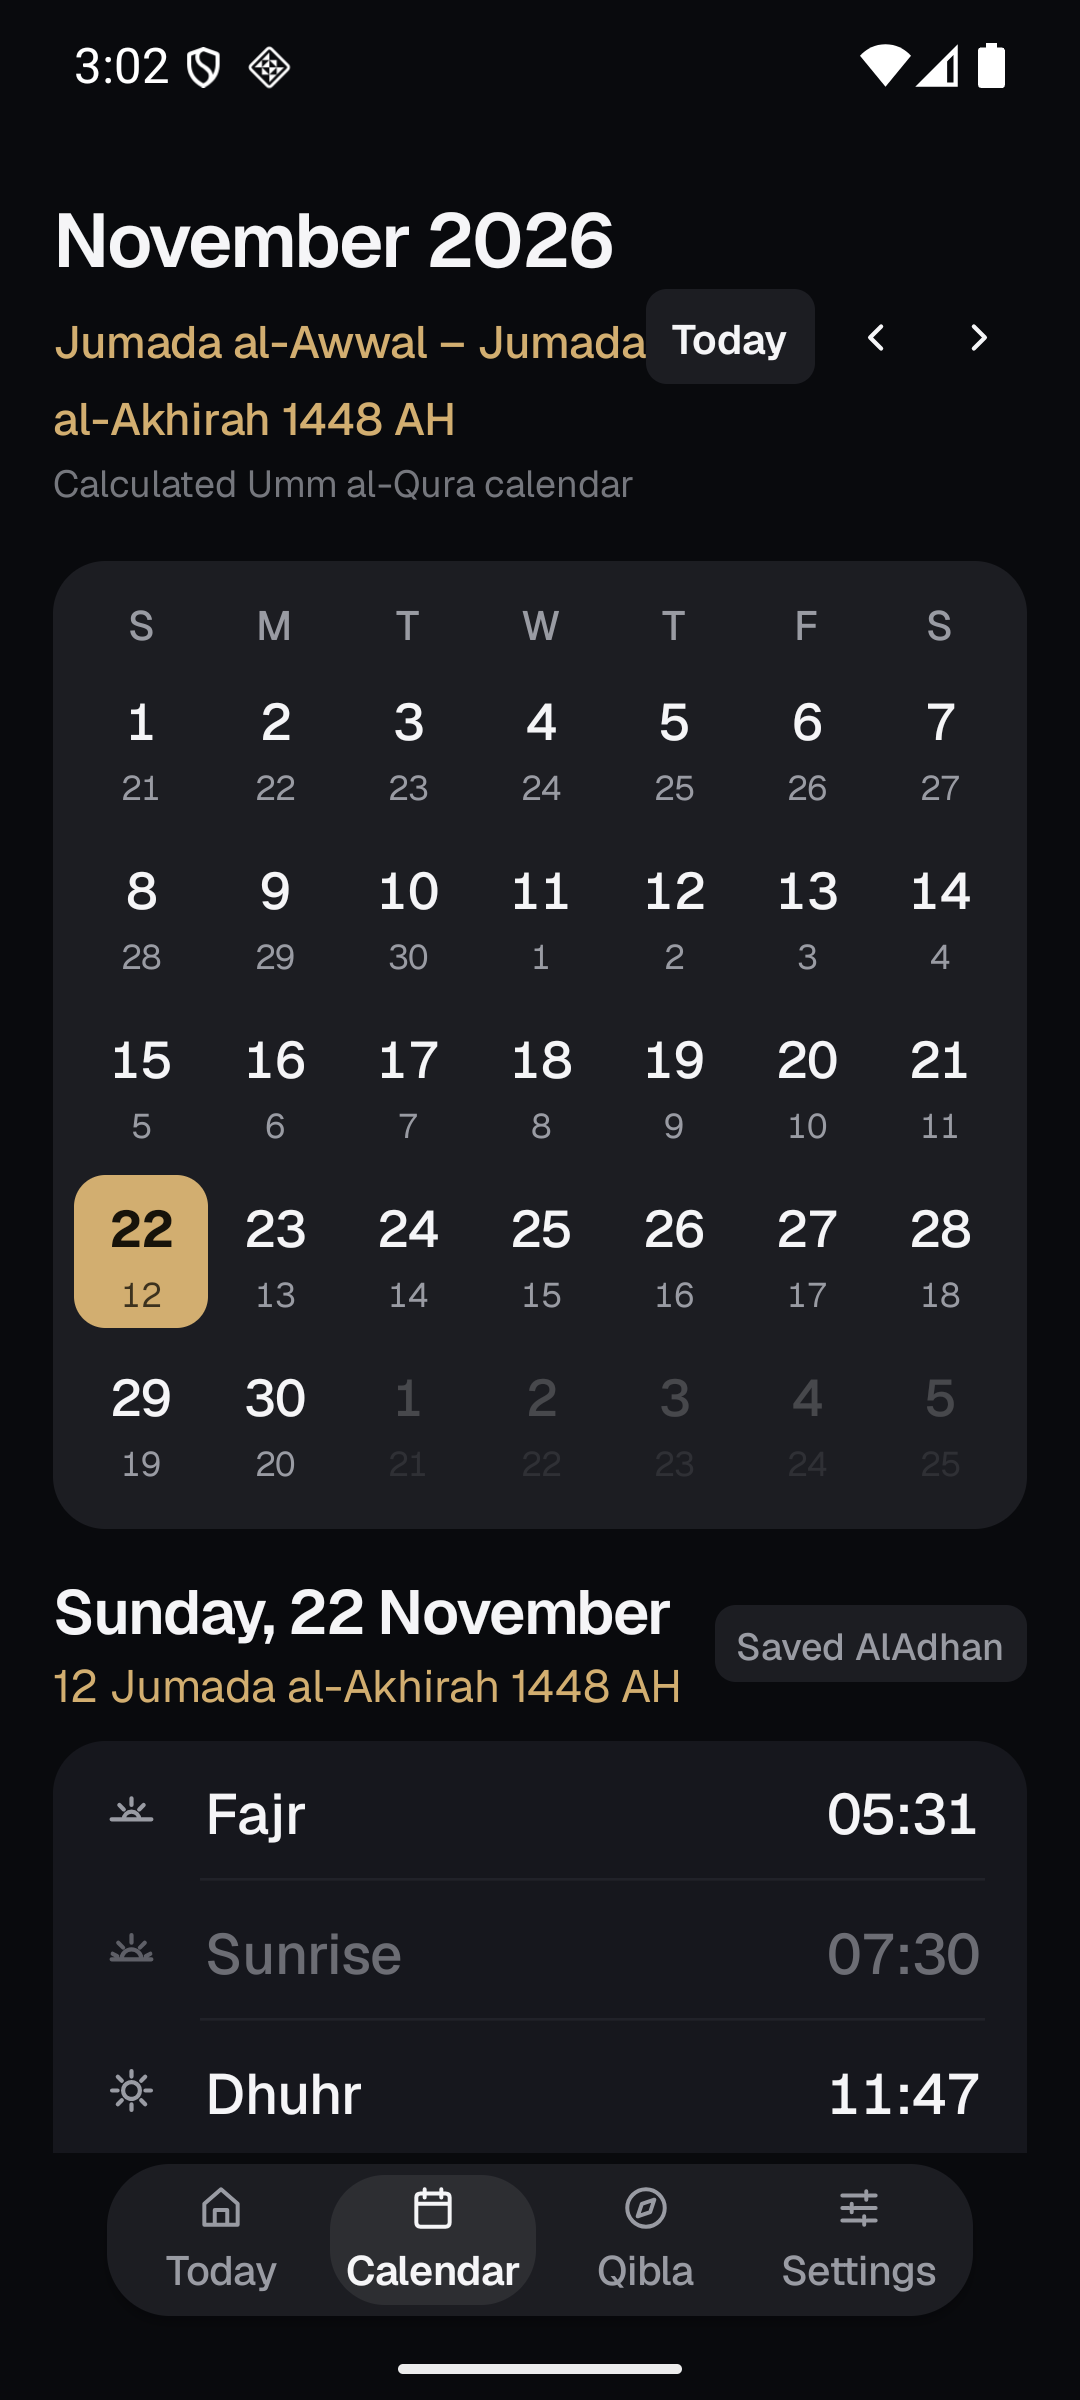 3:02
November 2026
Jumada al-Awwal – Jumada
al-Akhirah 1448 AH
Today
Calculated Umm al-Qura calendar
S M T W T F S
1 2 3 4 5 6 7
21 22 23 24 25 26 27
8 9 10 11 12 13 14
28 29 30 1 2 3 4
15 16 17 18 19 20 21
5 6 7 8 9 10 11
22 23 24 25 26 27 28
12 13 14 15 16 17 18
29 30 1 2 3 4 5
19 20 21 22 23 24 25
Sunday, 22 November
12 Jumada al-Akhirah 1448 AH
Saved AlAdhan
Fajr 05:31
Sunrise 07:30
Dhuhr 11:47
Today Calendar Qibla Settings